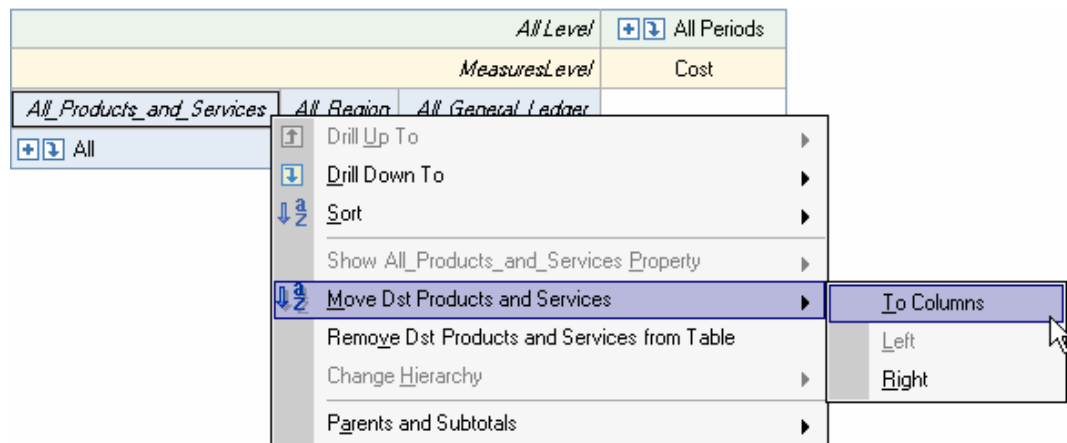 All Level All Periods
MeasuresLevel Cost
All_Products_and_Services All_Region All_General_Ledger
All
Drill Up To
Drill Down To
Sort
Show All_Products_and_Services Property
Move Dst Products and Services
To Columns
Remove Dst Products and Services from Table
Left
Change Hierarchy
Right
Parents and Subtotals